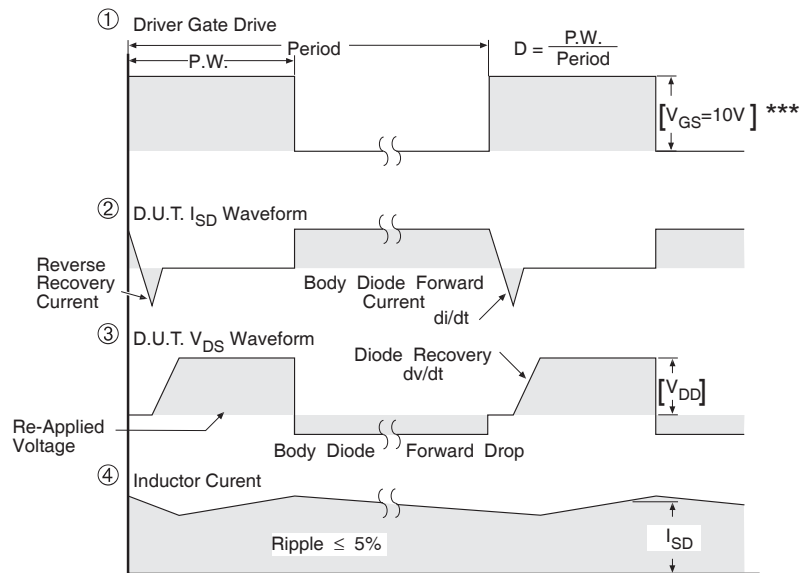 ① Driver Gate Drive
P.W.
Period
D = P.W.
Period
[VGS=10V] ***
② D.U.T. ISD Waveform
Reverse
Recovery
Current
Body Diode Forward
Current
di/dt
③ D.U.T. VDS Waveform
Diode Recovery
dv/dt
[VDD]
Re-Applied
Voltage
Body Diode Forward Drop
④ Inductor Curent
Ripple ≤ 5%
ISD